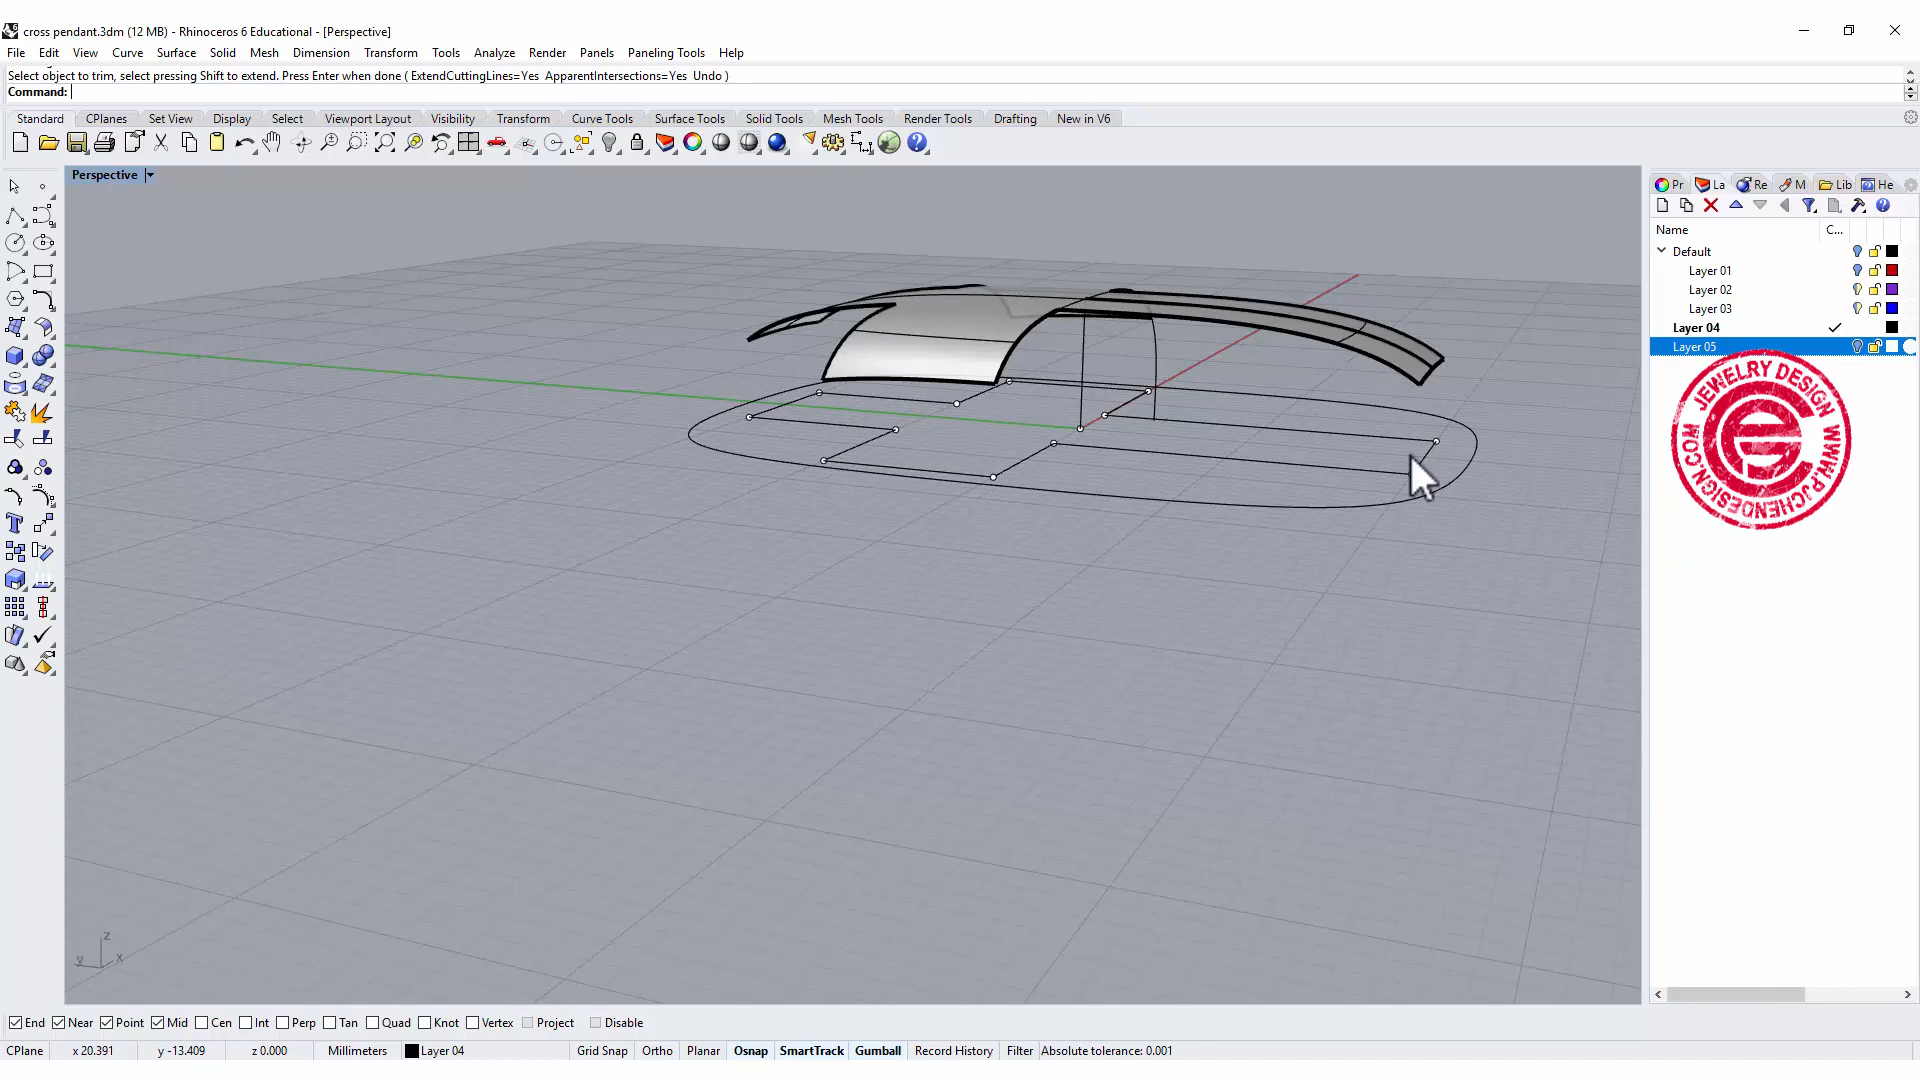 cross pendant.3dm (12 MB) - Rhinoceros 6 Educational - [Perspective]
File Edit View Curve Surface Solid Mesh Dimension Transform Tools Analyze Render Panels Paneling Tools Help
Select object to trim, select pressing Shift to extend. Press Enter when done ( ExtendCuttingLines=Yes ApparentIntersections=Yes Undo )
Command:
Standard CPlanes Set View Display Select Viewport Layout Visibility Transform Curve Tools Surface Tools Solid Tools Mesh Tools Render Tools Drafting New in V6
Perspective
Pr La Re M Lib He
Name C...
Default
Layer 01
Layer 02
Layer 03
Layer 04
Layer 05
JEWELRY DESIGN
WWW.PJCHENDESIGN.COM
z
y x
End Near Point Mid Cen Int Perp Tan Quad Knot Vertex Project Disable
CPlane x 20.391 y -13.409 z 0.000 Millimeters Layer 04 Grid Snap Ortho Planar Osnap SmartTrack Gumball Record History Filter Absolute tolerance: 0.001